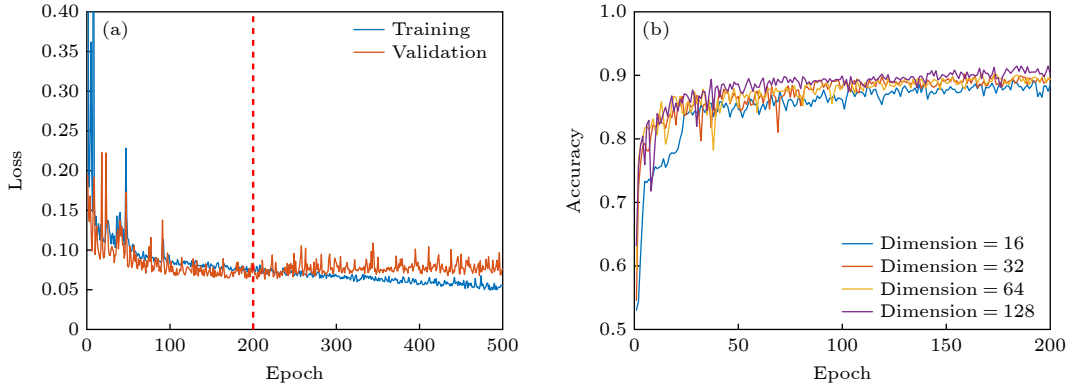 (a)
Training
Validation
Loss
0.40
0.35
0.30
0.25
0.20
0.15
0.10
0.05
0
0 100 200 300 400 500
Epoch
(b)
Accuracy
1.0
0.9
0.8
0.7
0.6
0.5
Dimension = 16
Dimension = 32
Dimension = 64
Dimension = 128
0 50 100 150 200
Epoch